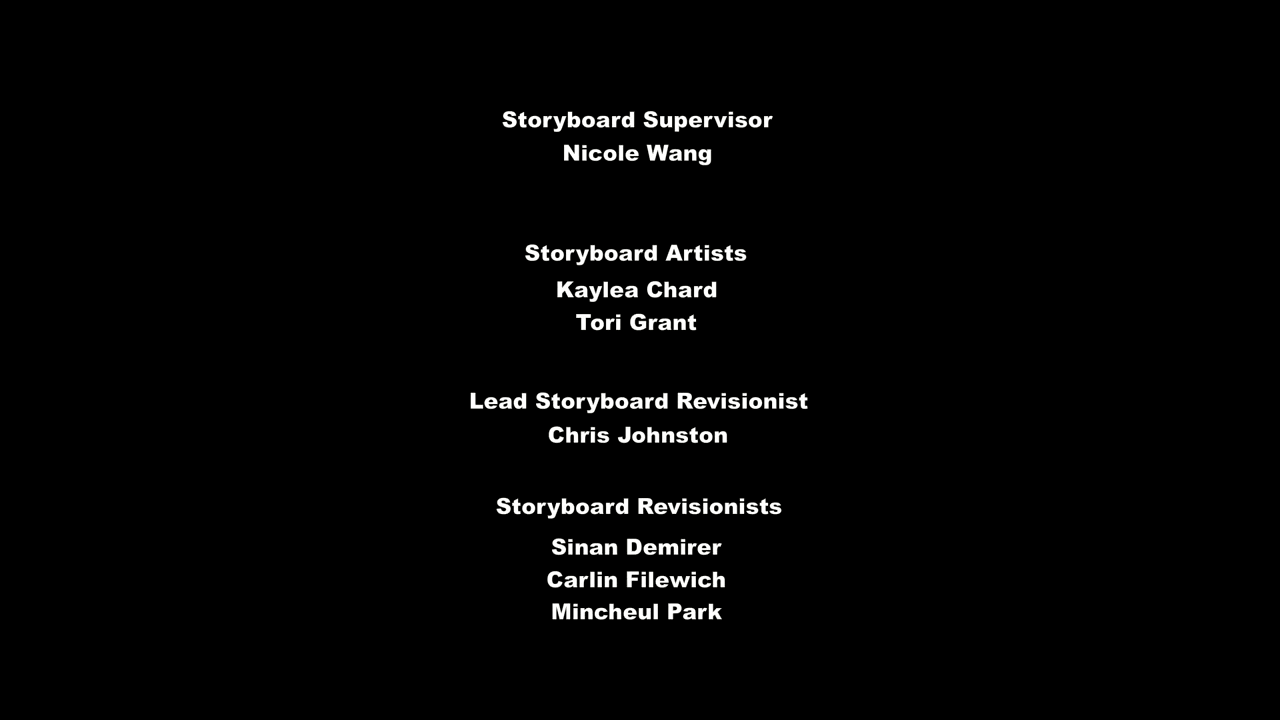 Storyboard Supervisor
Nicole Wang
Storyboard Artists
Kaylea Chard
Tori Grant
Lead Storyboard Revisionist
Chris Johnston
Storyboard Revisionists
Sinan Demirer
Carlin Filewich
Mincheul Park